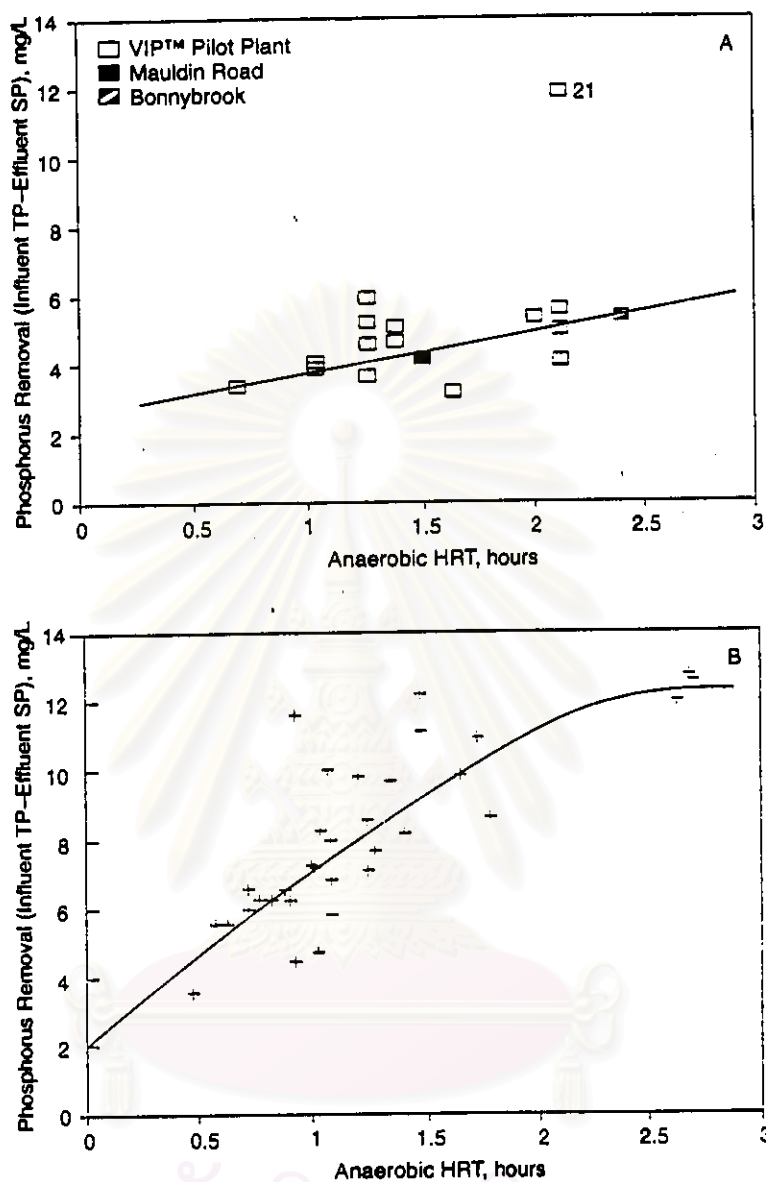 14
12
10
8
6
4
2
0
Phosphorus Removal (Influent TP–Effluent SP), mg/L
VIP™ Pilot Plant
Mauldin Road
Bonnybrook
A
21
0 0.5 1 1.5 2 2.5 3
Anaerobic HRT, hours
14
12
10
8
6
4
2
0
Phosphorus Removal (Influent TP–Effluent SP), mg/L
B
0 0.5 1 1.5 2 2.5 3
Anaerobic HRT, hours